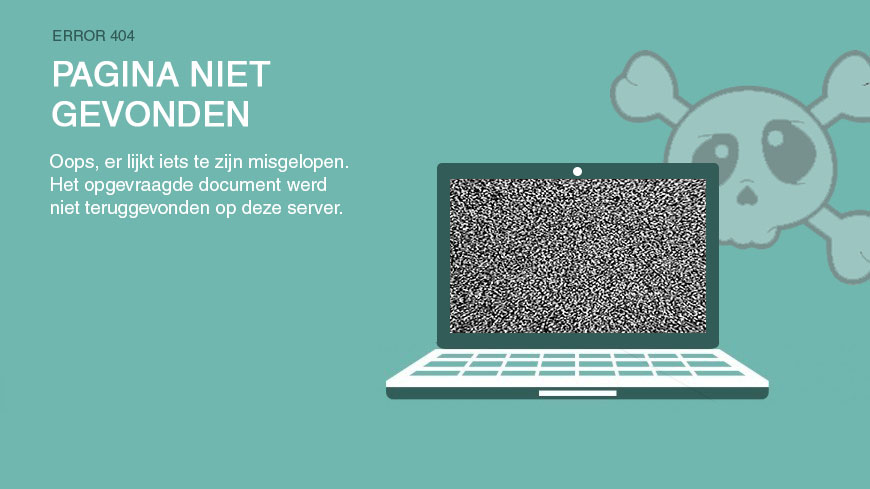 ERROR 404
PAGINA NIET
GEVONDEN
Oops, er lijkt iets te zijn misgelopen.
Het opgevraagde document werd
niet teruggevonden op deze server.